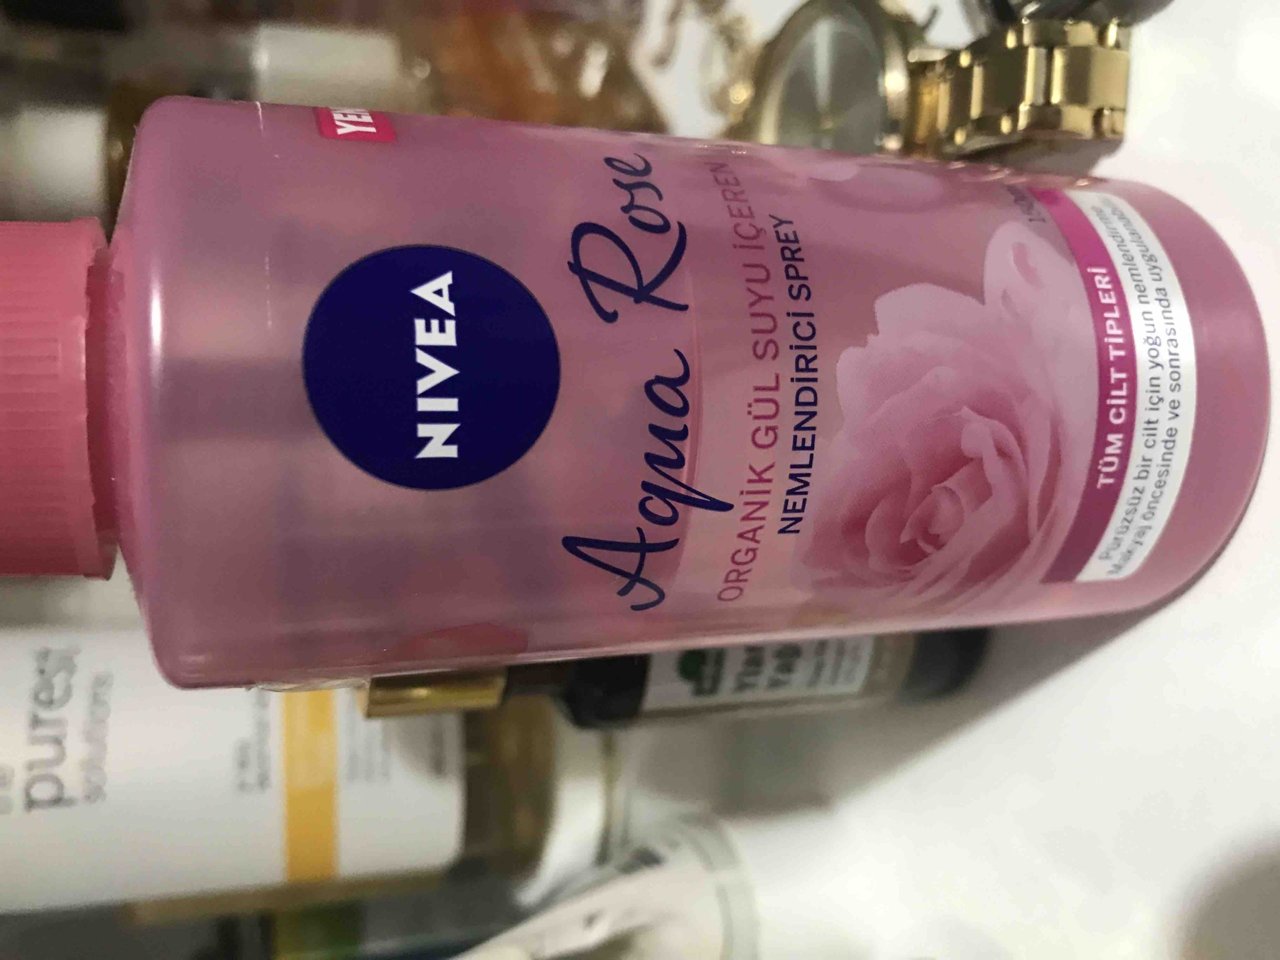 NIVEA
Aqua Rose
ORGANİK GÜL SUYU İÇEREN
NEMLENDİRİCİ SPREY
TÜM CİLT TİPLERİ
Pürüzsüz bir cilt için yoğun nemlendirme
Makyaj öncesinde ve sonrasında
purest
solutions